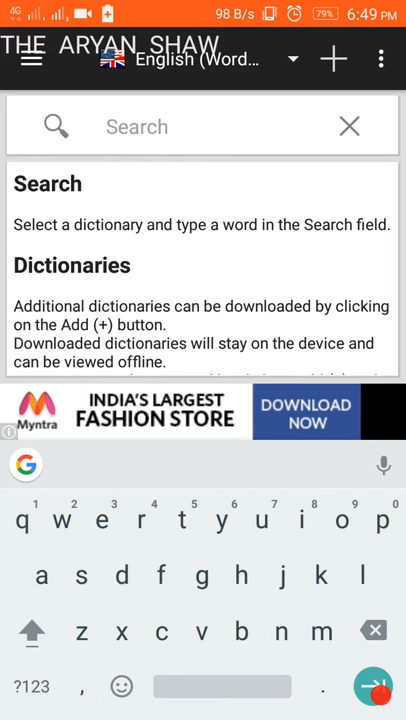 4G 98 B/s 79% 6:49 PM
THE ARYAN SHAW
English (Word...
Search
Search
Select a dictionary and type a word in the Search field.
Dictionaries
Additional dictionaries can be downloaded by clicking
on the Add (+) button.
Downloaded dictionaries will stay on the device and
can be viewed offline.
Myntra
INDIA'S LARGEST
FASHION STORE
DOWNLOAD
NOW
G
1 2 3 4 5 6 7 8 9 0
q w e r t y u i o p
a s d f g h j k l
z x c v b n m
?123 , .